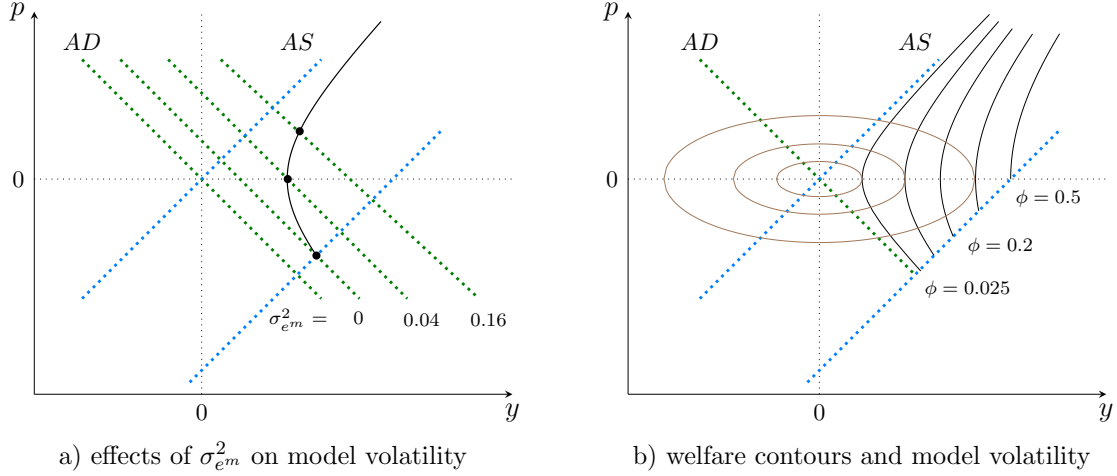 p
AD
AS
0
σ²_{e^m} = 0 0.04 0.16
0
y
a) effects of σ²_{e^m} on model volatility
p
AD
AS
0
ϕ = 0.5
ϕ = 0.2
ϕ = 0.025
0
y
b) welfare contours and model volatility